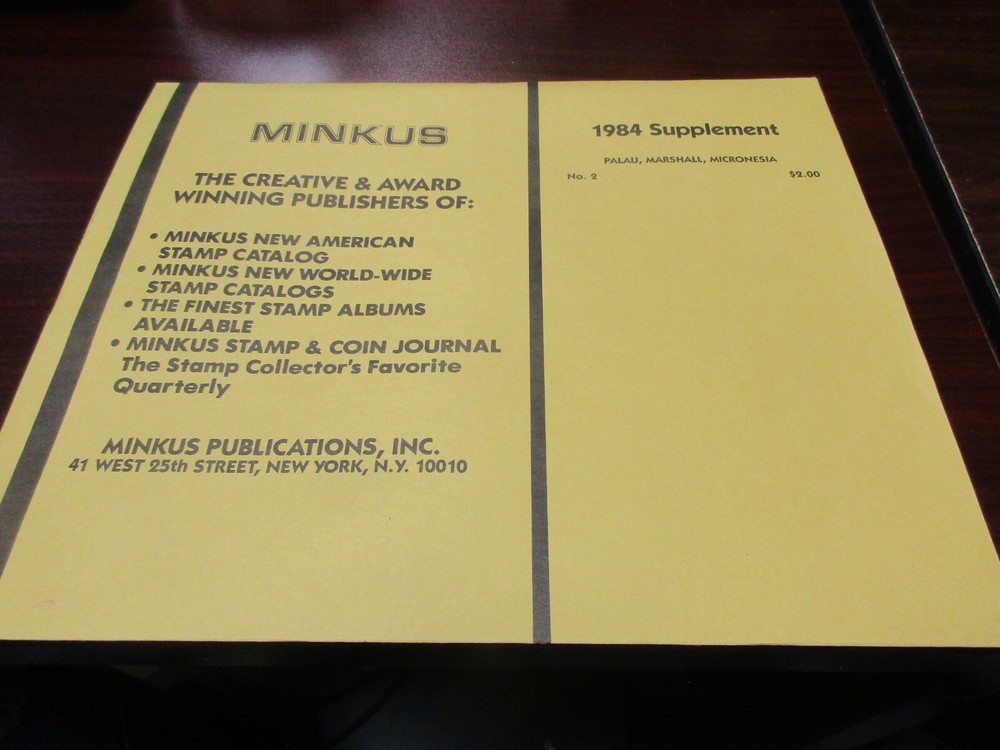 MINKUS
THE CREATIVE & AWARD
WINNING PUBLISHERS OF:
• MINKUS NEW AMERICAN
STAMP CATALOG
• MINKUS NEW WORLD-WIDE
STAMP CATALOGS
• THE FINEST STAMP ALBUMS
AVAILABLE
• MINKUS STAMP & COIN JOURNAL
The Stamp Collector's Favorite
Quarterly
MINKUS PUBLICATIONS, INC.
41 WEST 25th STREET, NEW YORK, N.Y. 10010
1984 Supplement
PALAU, MARSHALL, MICRONESIA
No. 2 $2.00